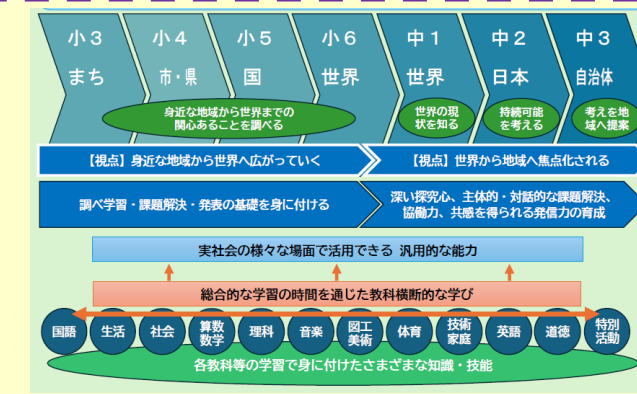 小3
まち
小4
市・県
小5
国
小6
世界
中1
世界
中2
日本
中3
自治体
身近な地域から世界までの
関心あることを調べる
世界の現
状を知る
持続可能
を考える
考えを地
域へ提案
【視点】身近な地域から世界へ広がっていく
【視点】世界から地域へ焦点化される
調べ学習・課題解決・発表の基礎を身に付ける
深い探究心、主体的・対話的な課題解決、
協働力、共感を得られる発信力の育成
実社会の様々な場面で活用できる 汎用的な能力
総合的な学習の時間を通じた教科横断的な学び
国語
生活
社会
算数
数学
理科
音楽
図工
美術
体育
技術
家庭
英語
道徳
特別
活動
各教科等の学習で身に付けたさまざまな知識・技能